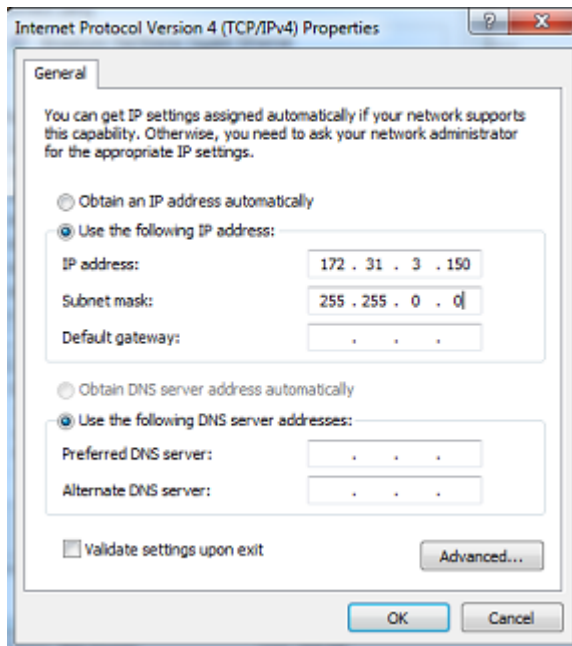 Internet Protocol Version 4 (TCP/IPv4) Properties
General
You can get IP settings assigned automatically if your network supports
this capability. Otherwise, you need to ask your network administrator
for the appropriate IP settings.
Obtain an IP address automatically
Use the following IP address:
IP address: 172 . 31 . 3 . 150
Subnet mask: 255 . 255 . 0 . 0
Default gateway: . . .
Obtain DNS server address automatically
Use the following DNS server addresses:
Preferred DNS server: . . .
Alternate DNS server: . . .
Validate settings upon exit
Advanced...
OK Cancel